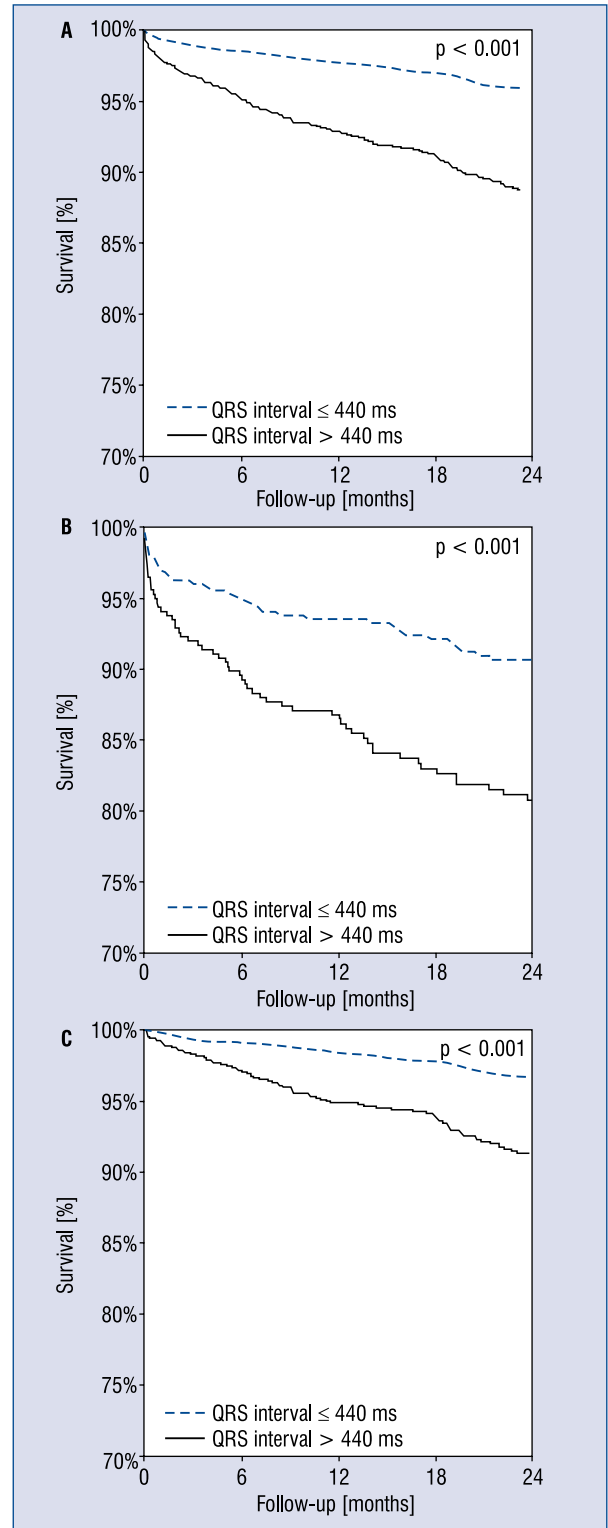 A
p < 0.001
100%
95%
90%
85%
80%
75%
70%
Survival [%]
QRS interval ≤ 440 ms
QRS interval > 440 ms
0 6 12 18 24
Follow-up [months]
B
p < 0.001
100%
95%
90%
85%
80%
75%
70%
Survival [%]
QRS interval ≤ 440 ms
QRS interval > 440 ms
0 6 12 18 24
Follow-up [months]
C
p < 0.001
100%
95%
90%
85%
80%
75%
70%
Survival [%]
QRS interval ≤ 440 ms
QRS interval > 440 ms
0 6 12 18 24
Follow-up [months]